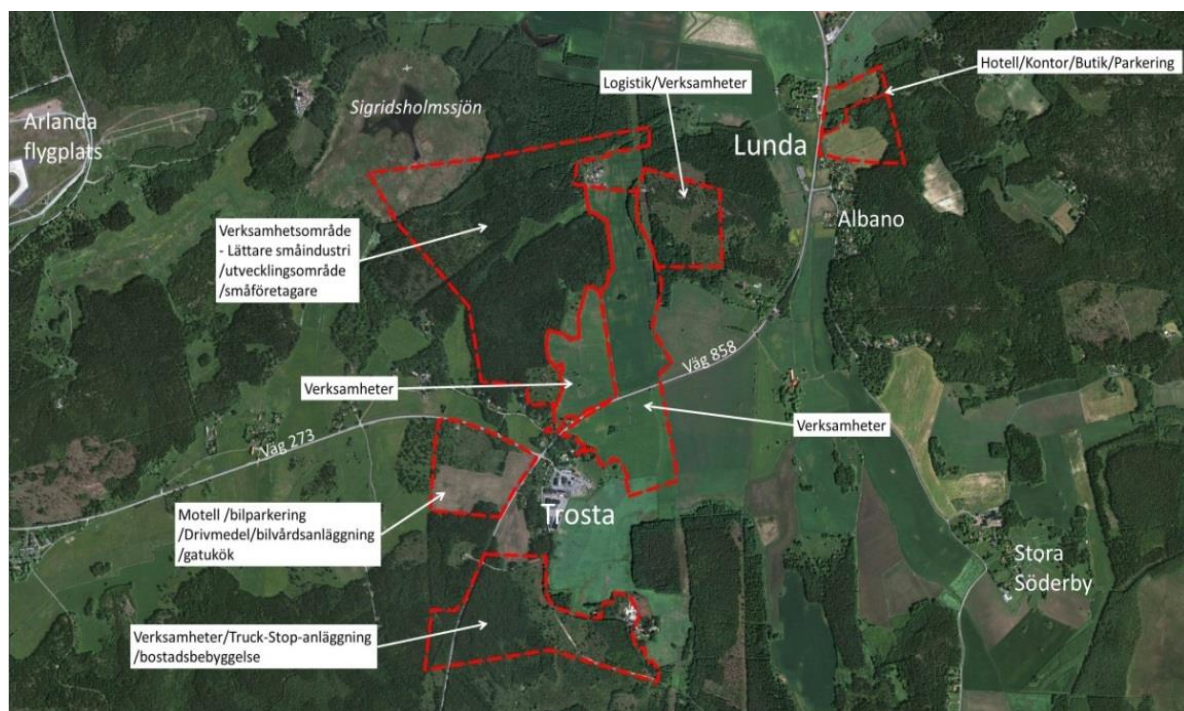 Hotell/Kontor/Butik/Parkering
Logistik/Verksamheter
Sigridsholmssjön
Arlanda
flygplats
Lunda
Albano
Verksamhetsområde
- Lättare småindustri
/utvecklingsområde
/småföretagare
Väg 858
Verksamheter
Verksamheter
Väg 273
Motell /bilparkering
/Drivmedel/bilvårdsanläggning
/gatukök
Trosta
Stora
Söderby
Verksamheter/Truck-Stop-anläggning
/bostadsbebyggelse